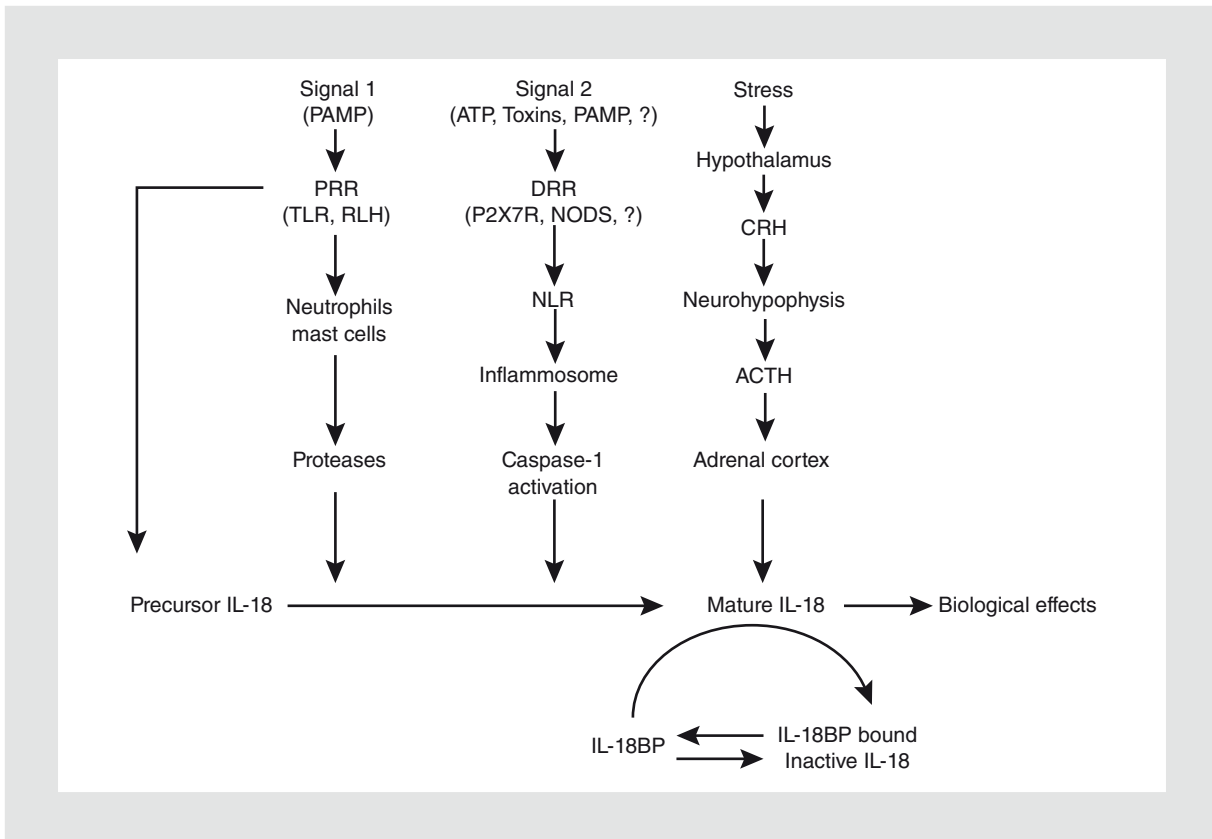 Signal 1
(PAMP)
Signal 2
(ATP, Toxins, PAMP, ?)
Stress
Hypothalamus
PRR
(TLR, RLH)
DRR
(P2X7R, NODS, ?)
CRH
Neutrophils
mast cells
NLR
Neurohypophysis
Inflammosome
ACTH
Proteases
Caspase-1
activation
Adrenal cortex
Precursor IL-18
Mature IL-18
Biological effects
IL-18BP
IL-18BP bound
Inactive IL-18